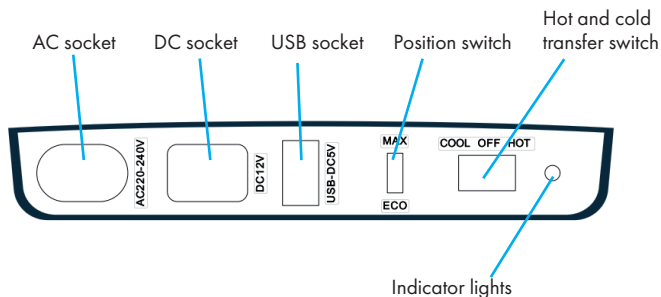 AC socket
DC socket
USB socket
Position switch
Hot and cold
transfer switch
AC220-240V
DC12V
USB-DC5V
MAX
ECO
COOL OFF HOT
Indicator lights